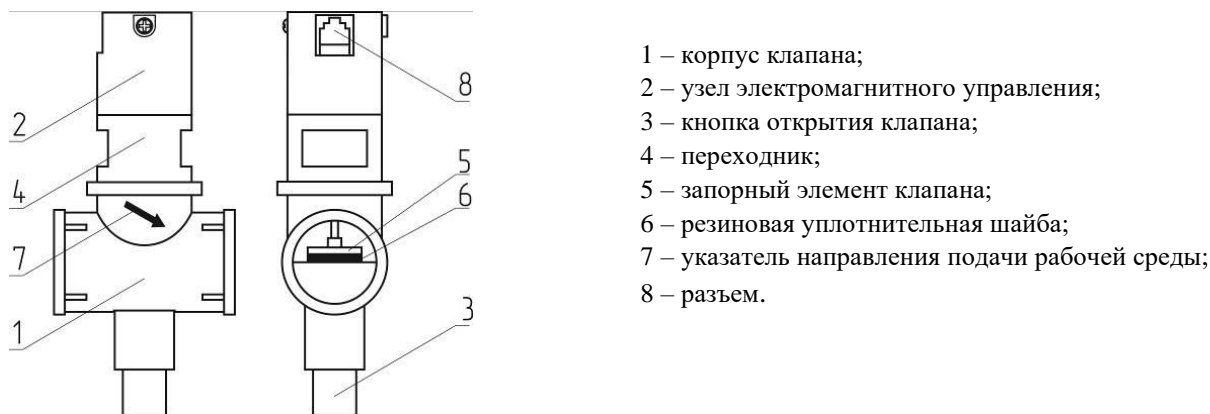 8
2
5
4
6
7
1
3
1 – корпус клапана;
2 – узел электромагнитного управления;
3 – кнопка открытия клапана;
4 – переходник;
5 – запорный элемент клапана;
6 – резиновая уплотнительная шайба;
7 – указатель направления подачи рабочей среды;
8 – разъем.